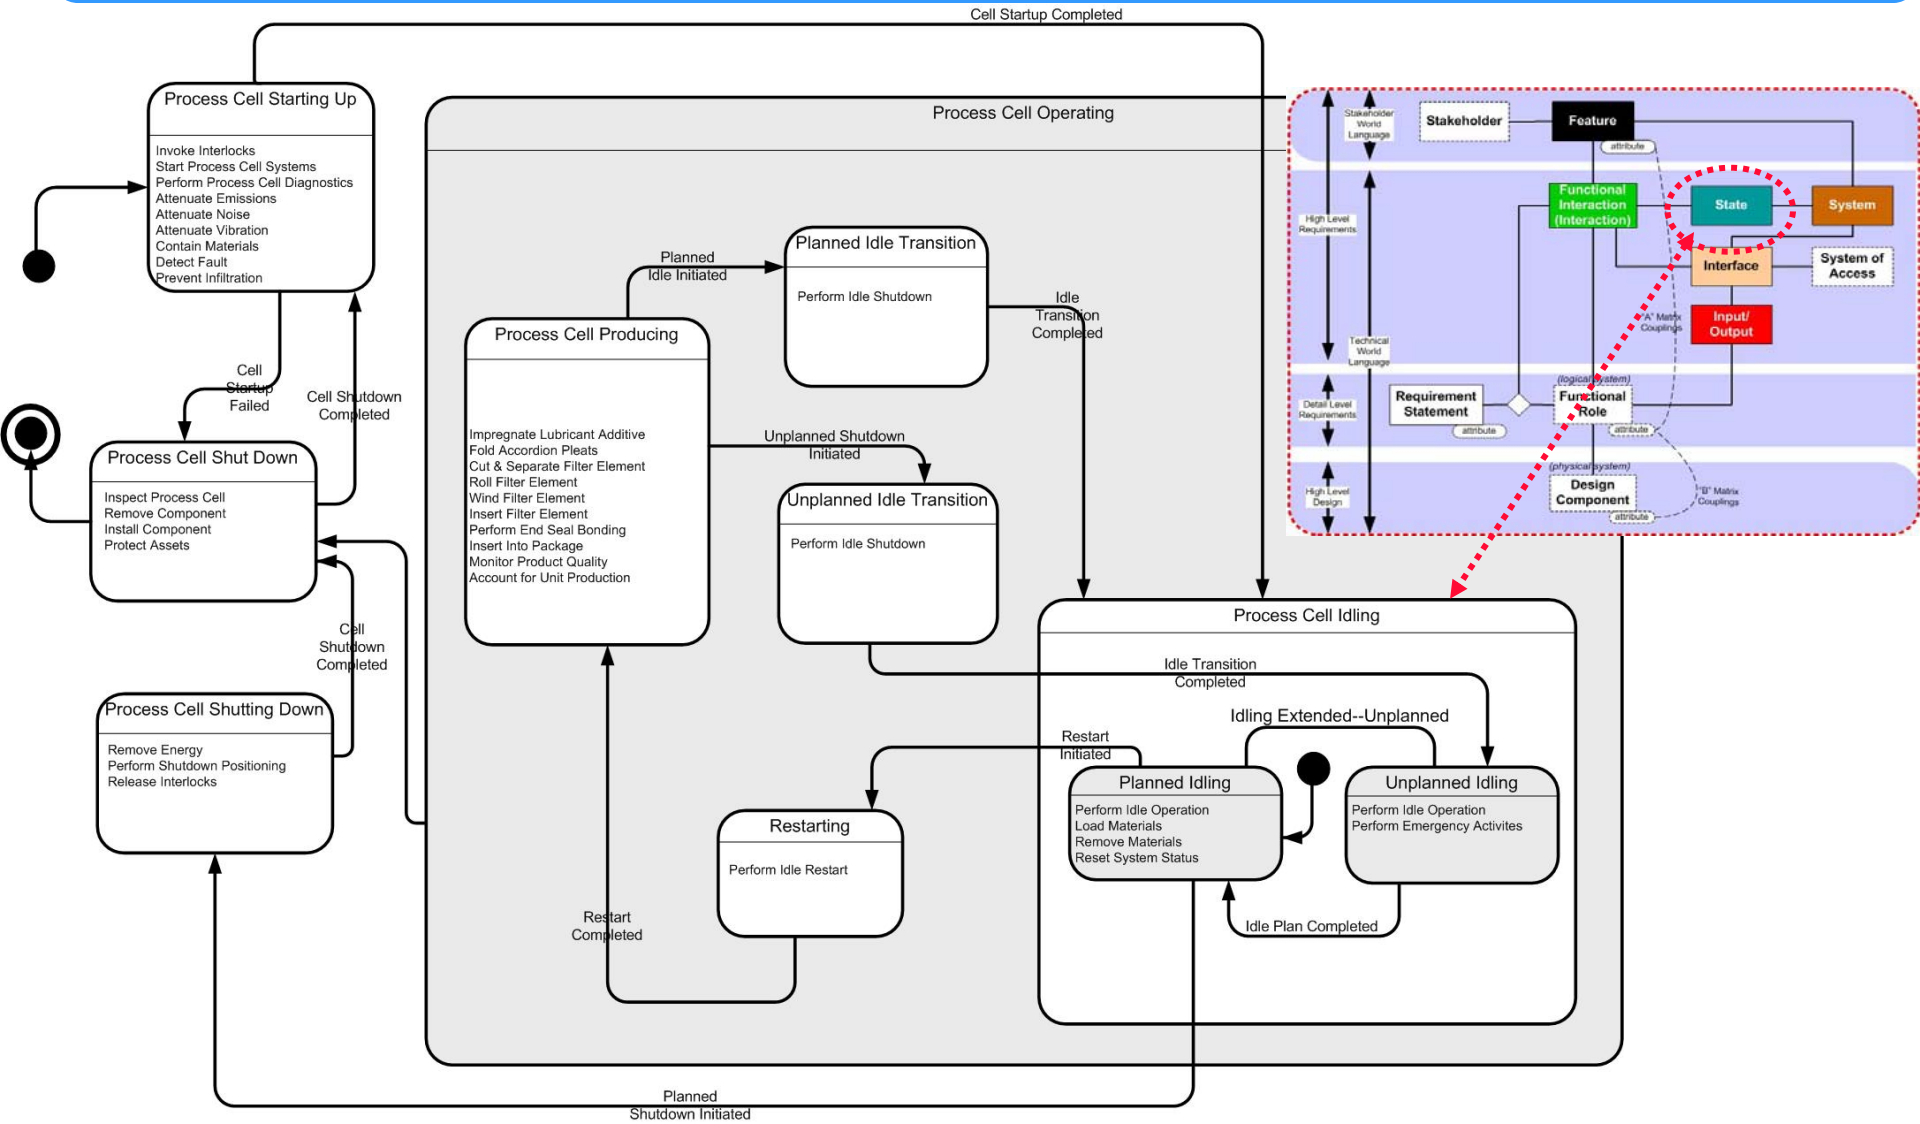 Cell Startup Completed
Process Cell Starting Up
Invoke Interlocks
Start Process Cell Systems
Perform Process Cell Diagnostics
Attenuate Emissions
Attenuate Noise
Attenuate Vibration
Contain Materials
Detect Fault
Prevent Infiltration
Cell
Startup
Failed
Cell Shutdown
Completed
Process Cell Shut Down
Inspect Process Cell
Remove Component
Install Component
Protect Assets
Cell
Shutdown
Completed
Process Cell Shutting Down
Remove Energy
Perform Shutdown Positioning
Release Interlocks
Process Cell Operating
Planned
Idle Initiated
Planned Idle Transition
Perform Idle Shutdown
Idle
Transition
Completed
Process Cell Producing
Impregnate Lubricant Additive
Fold Accordion Pleats
Cut & Separate Filter Element
Roll Filter Element
Wind Filter Element
Insert Filter Element
Perform End Seal Bonding
Insert Into Package
Monitor Product Quality
Account for Unit Production
Unplanned Shutdown
Initiated
Unplanned Idle Transition
Perform Idle Shutdown
Process Cell Idling
Idle Transition
Completed
Idling Extended--Unplanned
Restart
Initiated
Planned Idling
Perform Idle Operation
Load Materials
Remove Materials
Reset System Status
Unplanned Idling
Perform Idle Operation
Perform Emergency Activites
Idle Plan Completed
Restarting
Perform Idle Restart
Restart
Completed
Planned
Shutdown Initiated
Stakeholder
World
Language
Stakeholder
Feature
attribute
High Level
Requirements
Functional
Interaction
(Interaction)
State
System
Interface
System of
Access
Input/
Output
"A" Matrix
Couplings
Technical
World
Language
Detail Level
Requirements
Requirement
Statement
attribute
(logical system)
Functional
Role
attribute
High Level
Design
(physical system)
Design
Component
attribute
"B" Matrix
Couplings